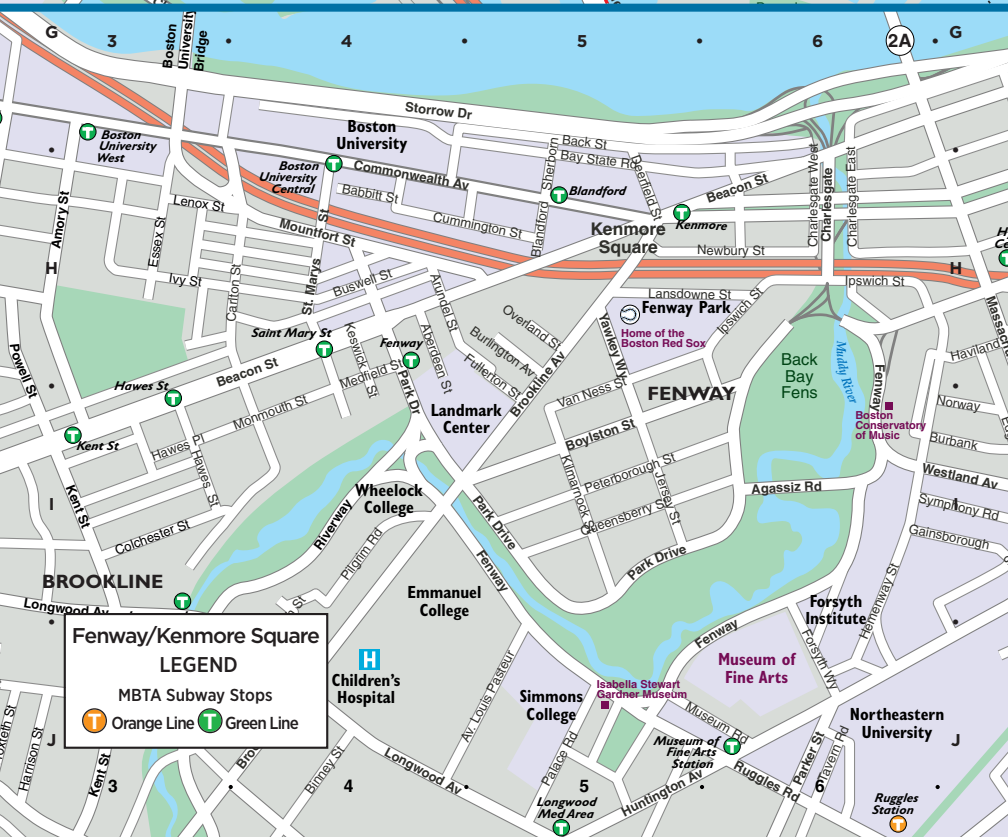 G
3
Boston
University
Bridge
4
5
6
2A
G
Storrow Dr
Boston
University
Back St
Bay State Rd
Boston
University
West
Boston
University
Central
Commonwealth Av
Sherborn
Deerfield St
Blandford
Blandford
Beacon St
Charlesgate West
Charlesgate
Charlesgate East
Babbitt St
Cummington St
Kenmore
Kenmore
Square
Lenox St
Mountfort St
Newbury St
Amory St
Essex St
H
Ivy St
Carlton St
St. Marys St
Buswell St
Arundel St
Lansdowne St
Ipswich St
Ipswich St
H
Fenway Park
Home of the
Boston Red Sox
Overland St
Burlington Av
Fullerton St
Brookline Av
Yawkey Wy
Saint Mary St
Keswick St
Fenway
Aberdeen St
Medfield St
Park Dr
Powell St
Hawes St
Beacon St
Monmouth St
Landmark
Center
Van Ness St
FENWAY
Back
Bay
Fens
Muddy River
Fenway
Haviland
Norway
Boston
Conservatory
of Music
Burbank
Kent St
Hawes Pl
Hawes St
Boylston St
Kilmarnock St
Peterborough St
Jersey St
Queensberry St
Agassiz Rd
Westland Av
Symphony Rd
Gainsborough
I
I
Kent St
Colchester St
Riverway
Wheelock
College
Pilgrim Rd
Park Drive
Fenway
Park Drive
BROOKLINE
Longwood Av
Emmanuel
College
Forsyth
Institute
Hemenway St
Fenway
Forsyth Wy
Fenway/Kenmore Square
LEGEND
MBTA Subway Stops
T Orange Line T Green Line
H
Children's
Hospital
Av. Louis Pasteur
Simmons
College
Isabella Stewart
Gardner Museum
Museum of
Fine Arts
Museum Rd
Museum of
Fine Arts
Station
Northeastern
University
J
J
Harrison St
Kent St
3
Binney St
4
Longwood Av
Palace Rd
5
Huntington Av
Ruggles Rd
Parker St
Tavern Rd
6
Longwood
Med Area
Ruggles
Station